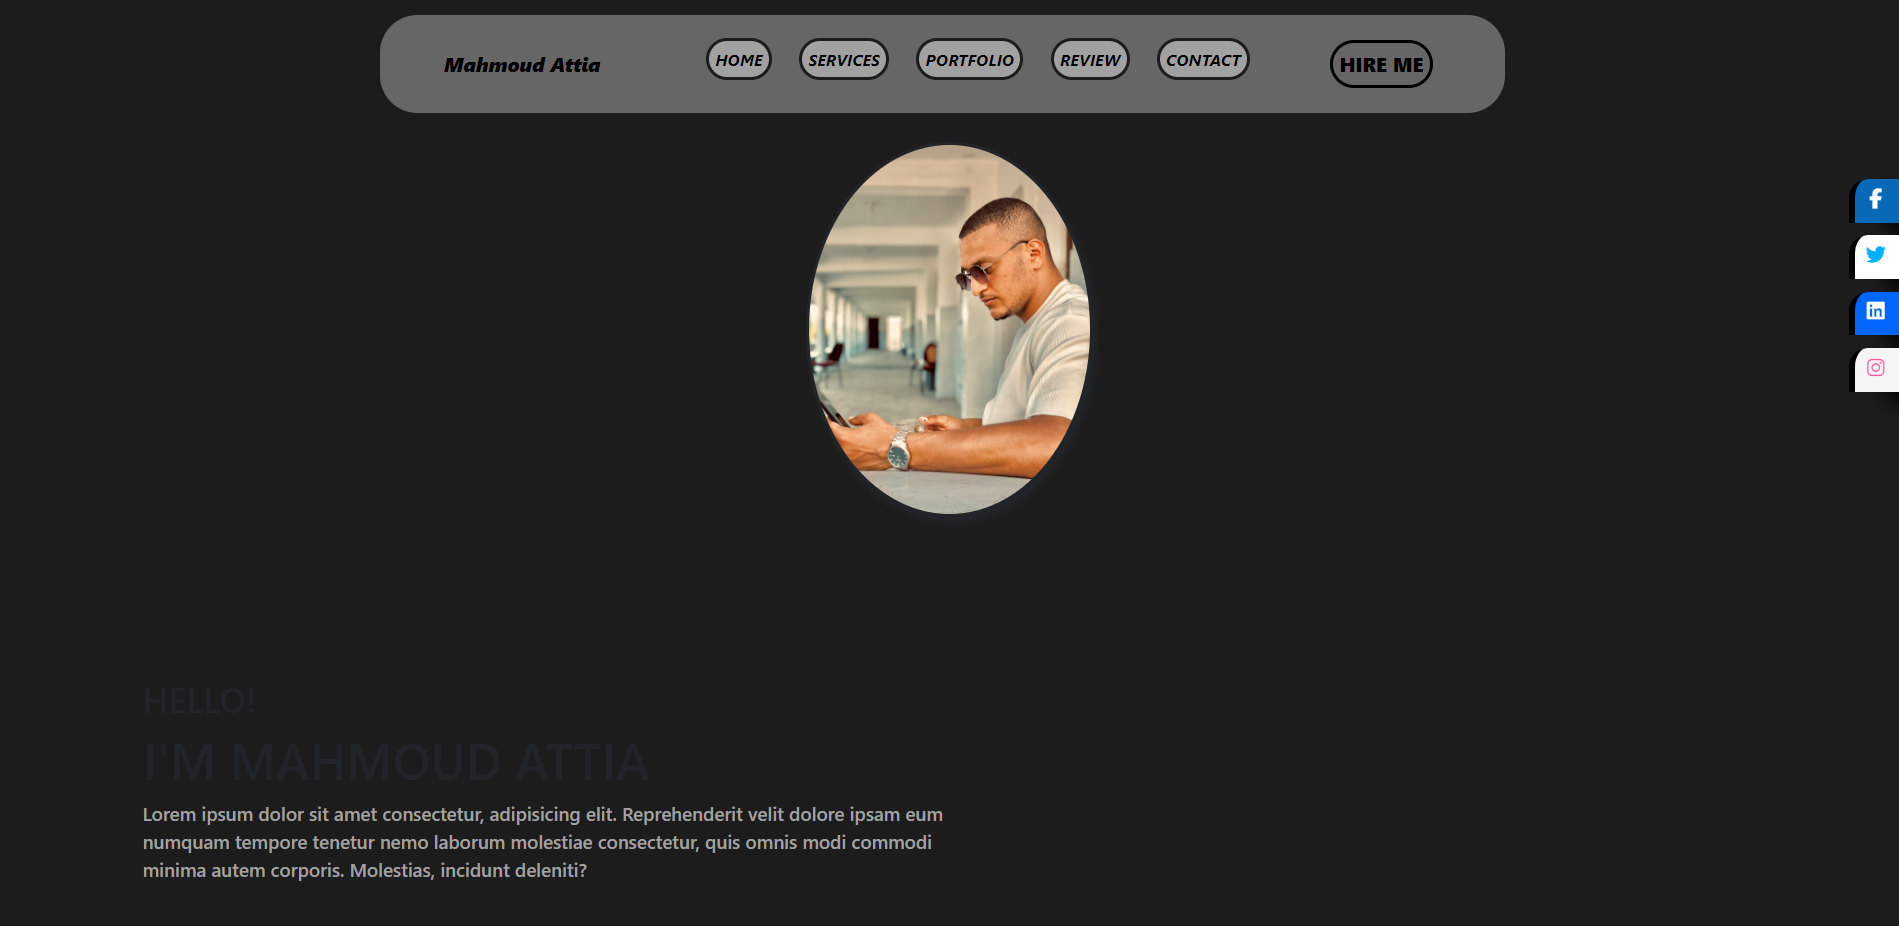 Mahmoud Attia
HOME
SERVICES
PORTFOLIO
REVIEW
CONTACT
HIRE ME
HELLO!
I'M MAHMOUD ATTIA
Lorem ipsum dolor sit amet consectetur, adipisicing elit. Reprehenderit velit dolore ipsam eum
numquam tempore tenetur nemo laborum molestiae consectetur, quis omnis modi commodi
minima autem corporis. Molestias, incidunt deleniti?